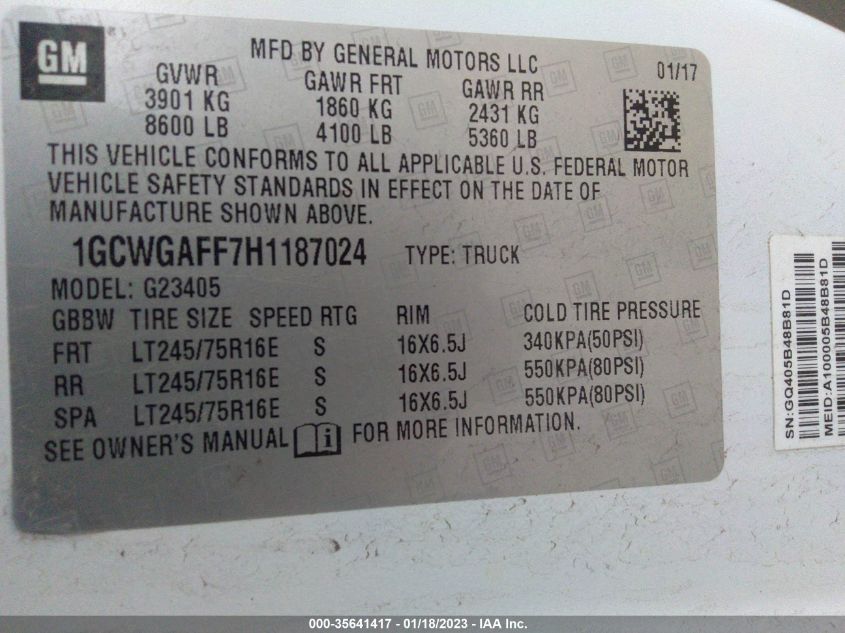 GM
MFD BY GENERAL MOTORS LLC
01/17
GVWR GAWR FRT GAWR RR
3901 KG 1860 KG 2431 KG
8600 LB 4100 LB 5360 LB
THIS VEHICLE CONFORMS TO ALL APPLICABLE U.S. FEDERAL MOTOR
VEHICLE SAFETY STANDARDS IN EFFECT ON THE DATE OF
MANUFACTURE SHOWN ABOVE.
1GCWGAFF7H1187024 TYPE: TRUCK
MODEL: G23405
GBBW TIRE SIZE SPEED RTG RIM COLD TIRE PRESSURE
FRT LT245/75R16E S 16X6.5J 340KPA(50PSI)
RR LT245/75R16E S 16X6.5J 550KPA(80PSI)
SPA LT245/75R16E S 16X6.5J 550KPA(80PSI)
SEE OWNER'S MANUAL i FOR MORE INFORMATION.
SN:GQ405B48B81D
MEID:A100005B48B81D
000-35641417 - 01/18/2023 - IAA Inc.